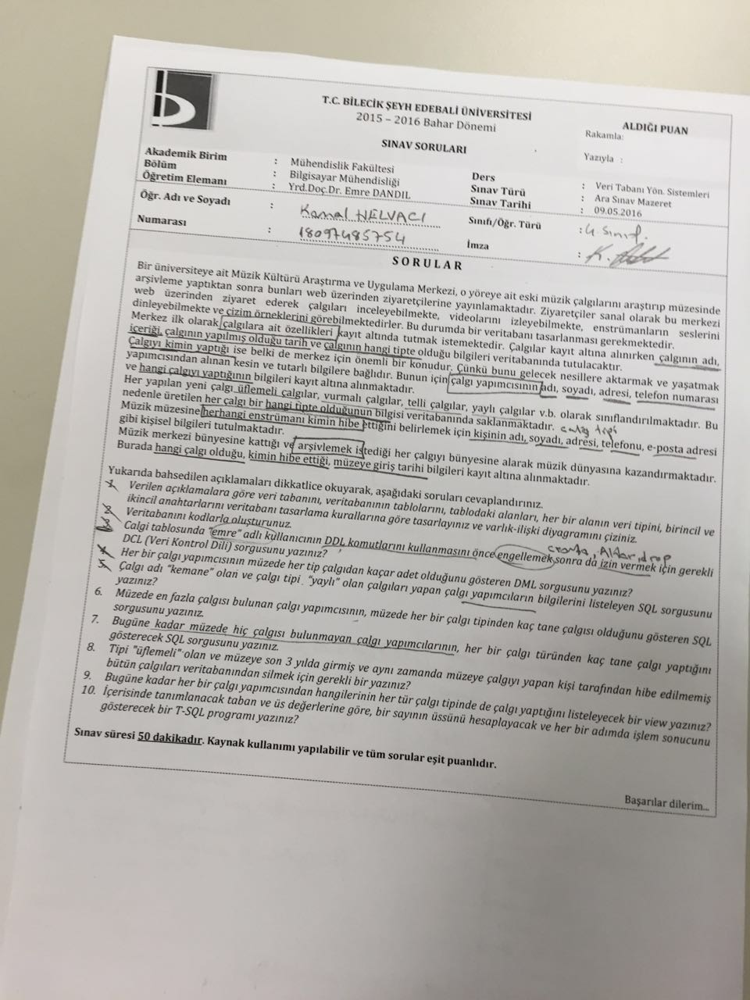 T.C. BİLECİK ŞEYH EDEBALİ ÜNİVERSİTESİ
2015 – 2016 Bahar Dönemi
SINAV SORULARI
ALDIĞI PUAN
Rakamla:
Yazıyla :
Akademik Birim : Mühendislik Fakültesi
Bölüm : Bilgisayar Mühendisliği
Öğretim Elemanı : Yrd.Doç.Dr. Emre DANDIL
Ders : Veri Tabanı Yön. Sistemleri
Sınav Türü : Ara Sınav Mazeret
Sınav Tarihi : 09.05.2016
Öğr. Adı ve Soyadı : Kamal HELVACI
Numarası : 18097485754
Sınıfı/Öğr. Türü : 4. Sınıf.
İmza :
SORULAR
Bir üniversiteye ait Müzik Kültürü Araştırma ve Uygulama Merkezi, o yöreye ait eski müzik çalgılarını araştırıp müzesinde
arşivleme yaptıktan sonra bunları web üzerinden ziyaretçilerine yayınlamaktadır. Ziyaretçiler sanal olarak bu merkezi
web üzerinden ziyaret ederek çalgıları inceleyebilmekte, videolarını izleyebilmekte, enstrümanların seslerini
dinleyebilmekte ve çizim örneklerini görebilmektedirler. Bu durumda bir veritabanı tasarlanması gerekmektedir.
Merkez ilk olarak çalgılara ait özellikleri kayıt altında tutmak istemektedir. Çalgılar kayıt altına alınırken çalgının adı,
içeriği, çalgının yapılmış olduğu tarih ve çalgının hangi tipte olduğu bilgileri veritabanında tutulacaktır.
Çalgıyı kimin yaptığı ise belki de merkez için önemli bir konudur. Çünkü bunu gelecek nesillere aktarmak ve yaşatmak
yapımcısından alınan kesin ve tutarlı bilgilere bağlıdır. Bunun için çalgı yapımcısının adı, soyadı, adresi, telefon numarası
ve hangi çalgıyı yaptığının bilgileri kayıt altına alınmaktadır.
Her yapılan yeni çalgı üflemeli çalgılar, vurmalı çalgılar, telli çalgılar, yaylı çalgılar v.b. olarak sınıflandırılmaktadır. Bu
nedenle üretilen her çalgı bir hangi tipte olduğunun bilgisi veritabanında saklanmaktadır. çalgı tipi
Müzik müzesine herhangi enstrümanı kimin hibe ettiğini belirlemek için kişinin adı, soyadı, adresi, telefonu, e-posta adresi
gibi kişisel bilgileri tutulmaktadır.
Müzik merkezi bünyesine kattığı ve arşivlemek istediği her çalgıyı bünyesine alarak müzik dünyasına kazandırmaktadır.
Burada hangi çalgı olduğu, kimin hibe ettiği, müzeye giriş tarihi bilgileri kayıt altına alınmaktadır.
Yukarıda bahsedilen açıklamaları dikkatlice okuyarak, aşağıdaki soruları cevaplandırınız.
1. Verilen açıklamalara göre veri tabanını, veritabanının tablolarını, tablodaki alanları, her bir alanın veri tipini, birincil ve
ikincil anahtarlarını veritabanı tasarlama kurallarına göre tasarlayınız ve varlık-ilişki diyagramını çiziniz.
2. Veritabanını kodlarla oluşturunuz.
3. Calgi tablosunda "emre" adlı kullanıcının DDL komutlarını kullanmasını önce engellemek sonra da izin vermek için gerekli
DCL (Veri Kontrol Dili) sorgusunu yazınız?
4. Her bir çalgı yapımcısının müzede her tip çalgıdan kaçar adet olduğunu gösteren DML sorgusunu yazınız?
5. Çalgı adı "kemane" olan ve çalgı tipi "yaylı" olan çalgıları yapan çalgı yapımcıların bilgilerini listeleyen SQL sorgusunu
yazınız?
6. Müzede en fazla çalgısı bulunan çalgı yapımcısının, müzede her bir çalgı tipinden kaç tane çalgısı olduğunu gösteren SQL
sorgusunu yazınız.
7. Bugüne kadar müzede hiç çalgısı bulunmayan çalgı yapımcılarının, her bir çalgı türünden kaç tane çalgı yaptığını
gösterecek SQL sorgusunu yazınız.
8. Tipi "üflemeli" olan ve müzeye son 3 yılda girmiş ve aynı zamanda müzeye çalgıyı yapan kişi tarafından hibe edilmemiş
bütün çalgıları veritabanından silmek için gerekli bir yazınız?
9. Bugüne kadar her bir çalgı yapımcısından hangilerinin her tür çalgı tipinde de çalgı yaptığını listeleyecek bir view yazınız?
10. İçerisinde tanımlanacak taban ve üs değerlerine göre, bir sayının üssünü hesaplayacak ve her bir adımda işlem sonucunu
gösterecek bir T-SQL programı yazınız?
Sınav süresi 50 dakikadır. Kaynak kullanımı yapılabilir ve tüm sorular eşit puanlıdır.
Başarılar dilerim...